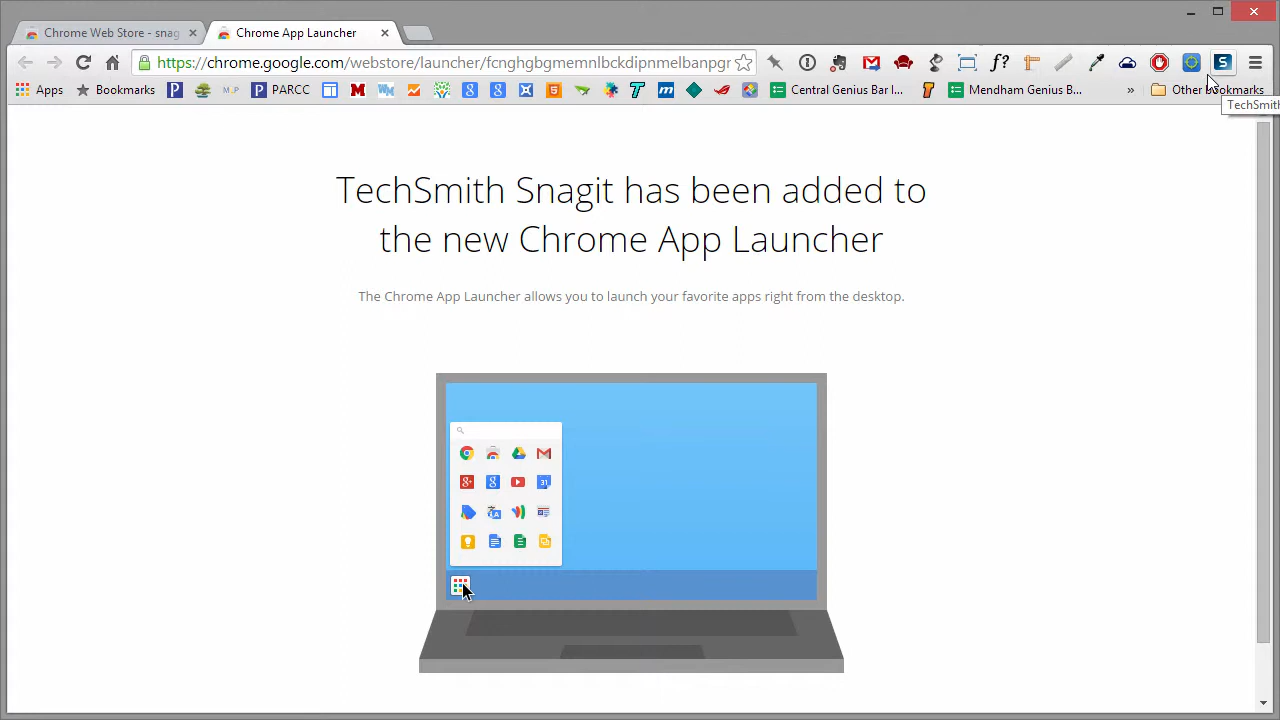 Chrome Web Store - snag
Chrome App Launcher
https://chrome.google.com/webstore/launcher/fcngngbgmemnlbckdipnmelbanpgr
f?
S
Apps
Bookmarks
P
M.P
P
PARCC
Central Genius Bar I...
Mendham Genius B...
»
Other Bookmarks
TechSmith
TechSmith Snagit has been added to
the new Chrome App Launcher
The Chrome App Launcher allows you to launch your favorite apps right from the desktop.